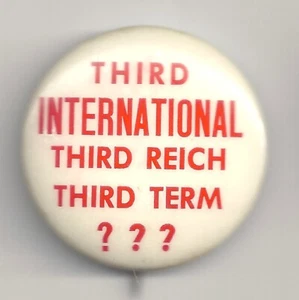 THIRD
INTERNATIONAL
THIRD REICH
THIRD TERM
? ? ?